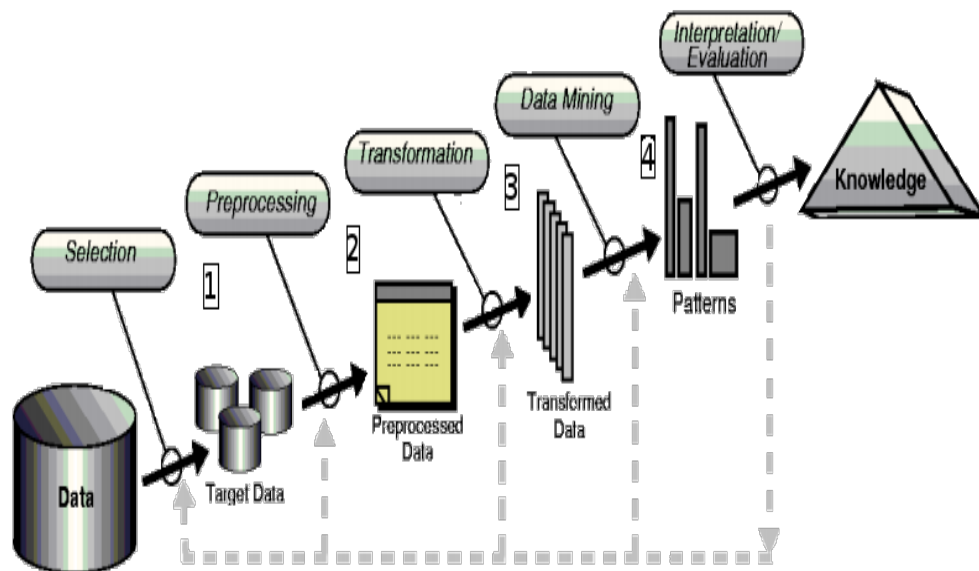 Interpretation/
Evaluation
Data Mining
Transformation
Preprocessing
Selection
1
2
3
4
Knowledge
Patterns
Transformed
Data
Preprocessed
Data
Target Data
Data